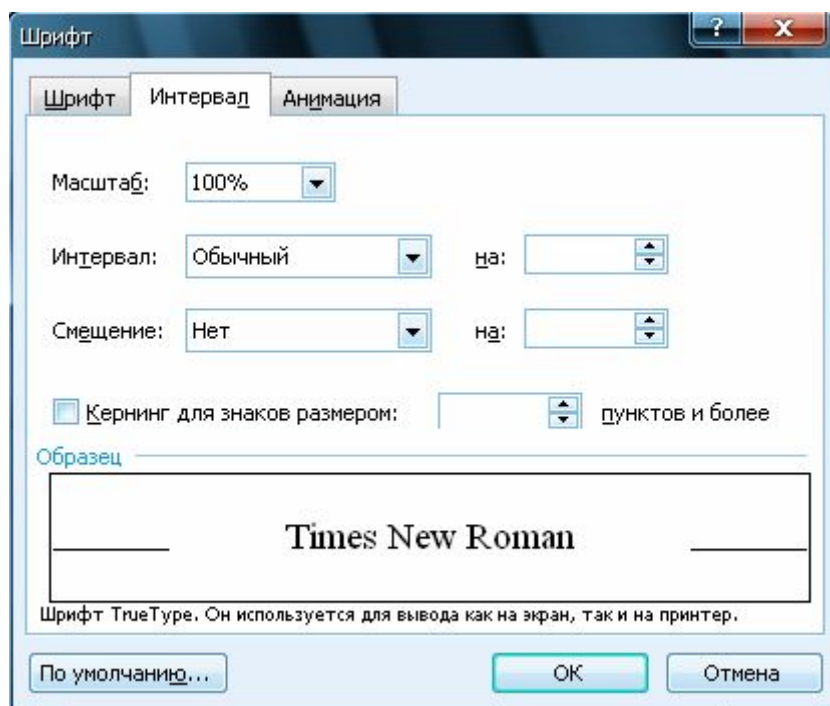 Шрифт
Шрифт Интервал Анимация
Масштаб: 100%
Интервал: Обычный на:
Смещение: Нет на:
Кернинг для знаков размером: пунктов и более
Образец
Times New Roman
Шрифт TrueType. Он используется для вывода как на экран, так и на принтер.
По умолчанию... ОК Отмена